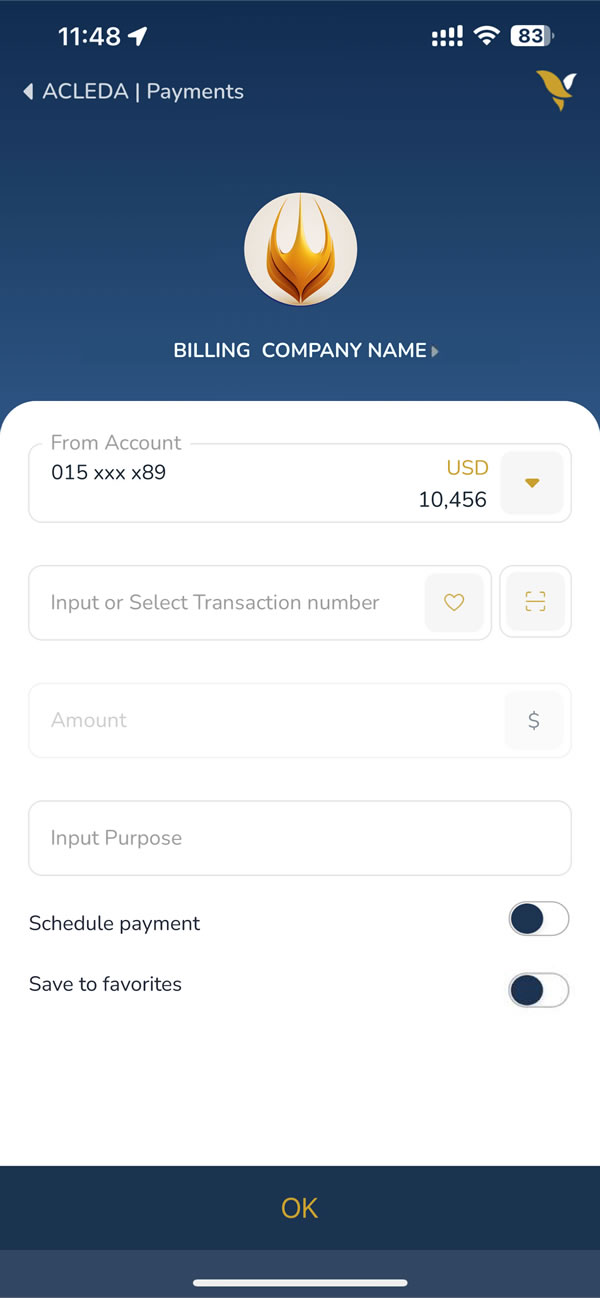 11:48
83
ACLEDA | Payments
BILLING COMPANY NAME
From Account
015 xxx x89
USD
10,456
Input or Select Transaction number
Amount
$
Input Purpose
Schedule payment
Save to favorites
OK